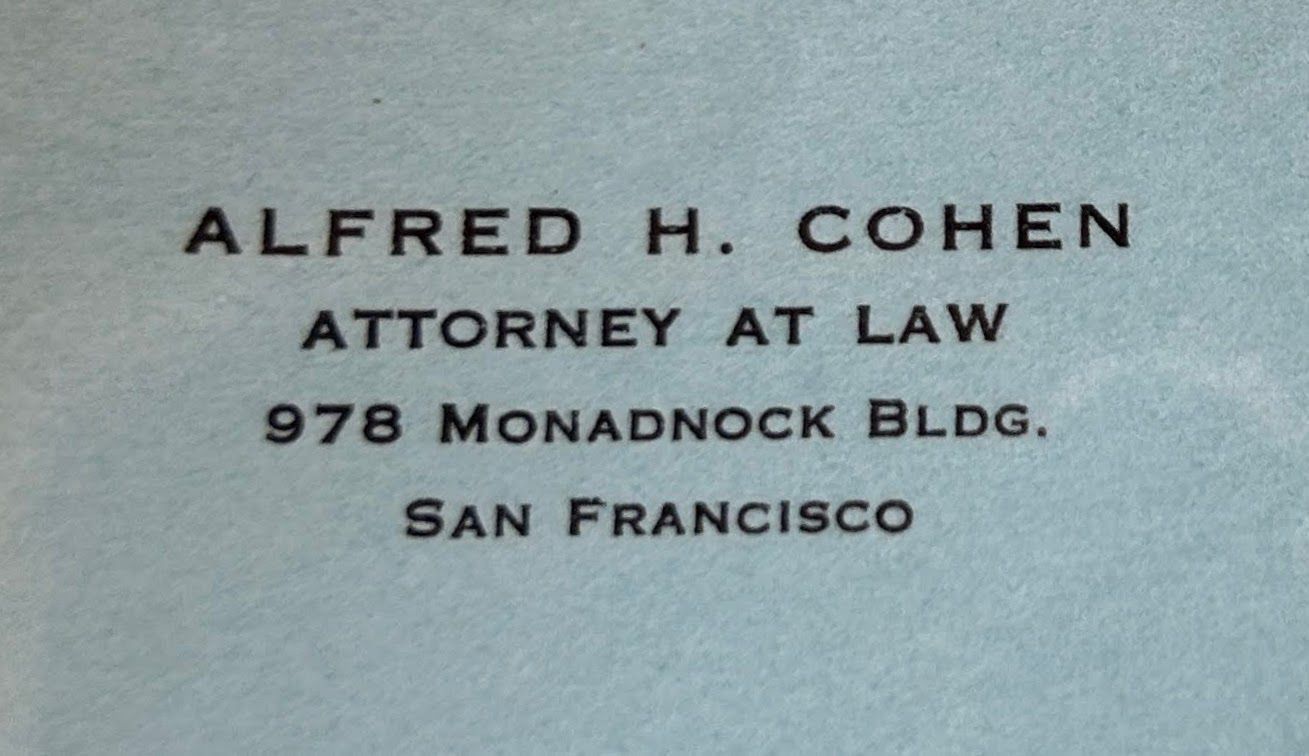 ALFRED H. COHEN
ATTORNEY AT LAW
978 MONADNOCK BLDG.
SAN FRANCISCO